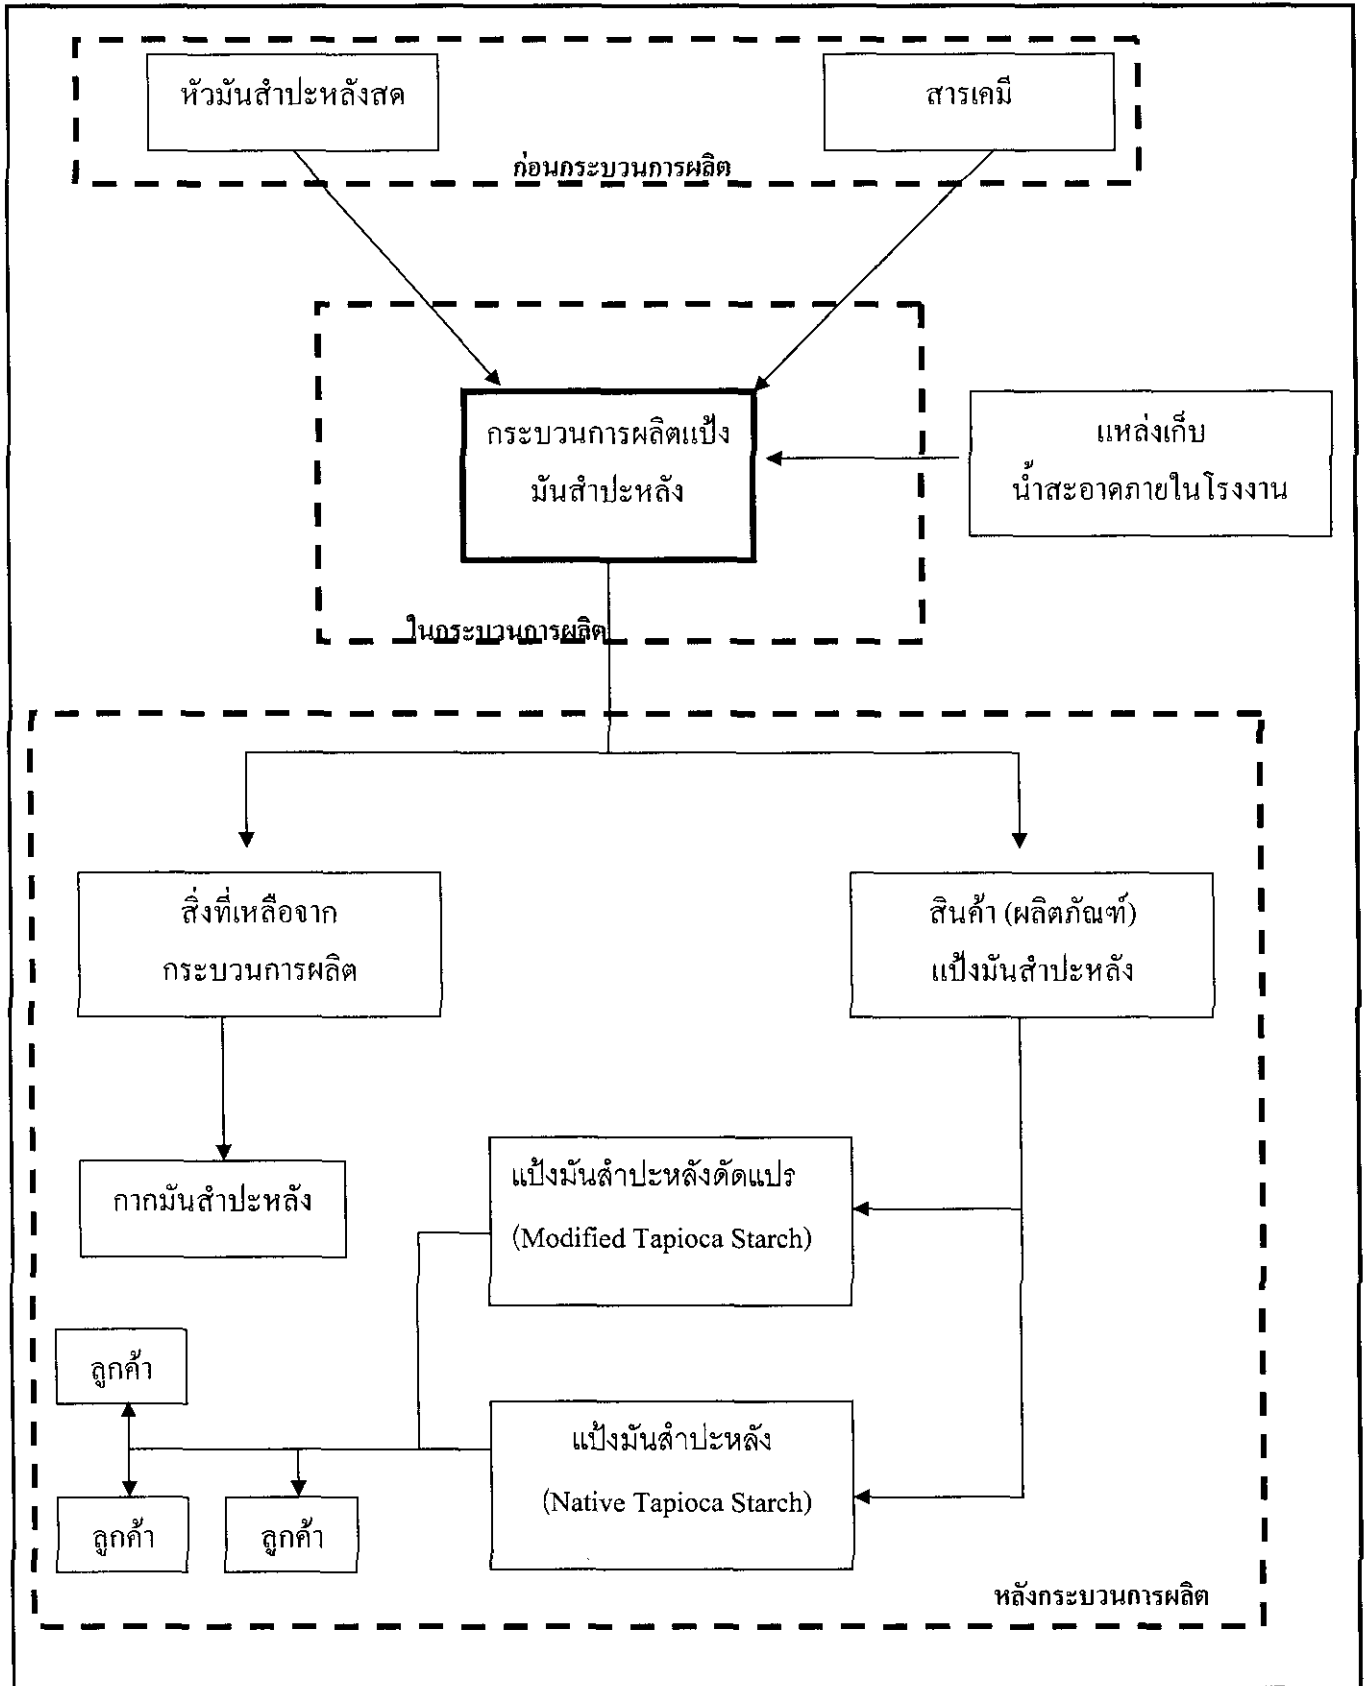 หัวมันสำปะหลังสด
สารเคมี
ก่อนกระบวนการผลิต
กระบวนการผลิตแป้ง
มันสำปะหลัง
แหล่งเก็บ
น้ำสะอาดภายในโรงงาน
ในกระบวนการผลิต
สิ่งที่เหลือจาก
กระบวนการผลิต
สินค้า (ผลิตภัณฑ์)
แป้งมันสำปะหลัง
กากมันสำปะหลัง
แป้งมันสำปะหลังดัดแปร
(Modified Tapioca Starch)
ลูกค้า
แป้งมันสำปะหลัง
(Native Tapioca Starch)
ลูกค้า
ลูกค้า
หลังกระบวนการผลิต